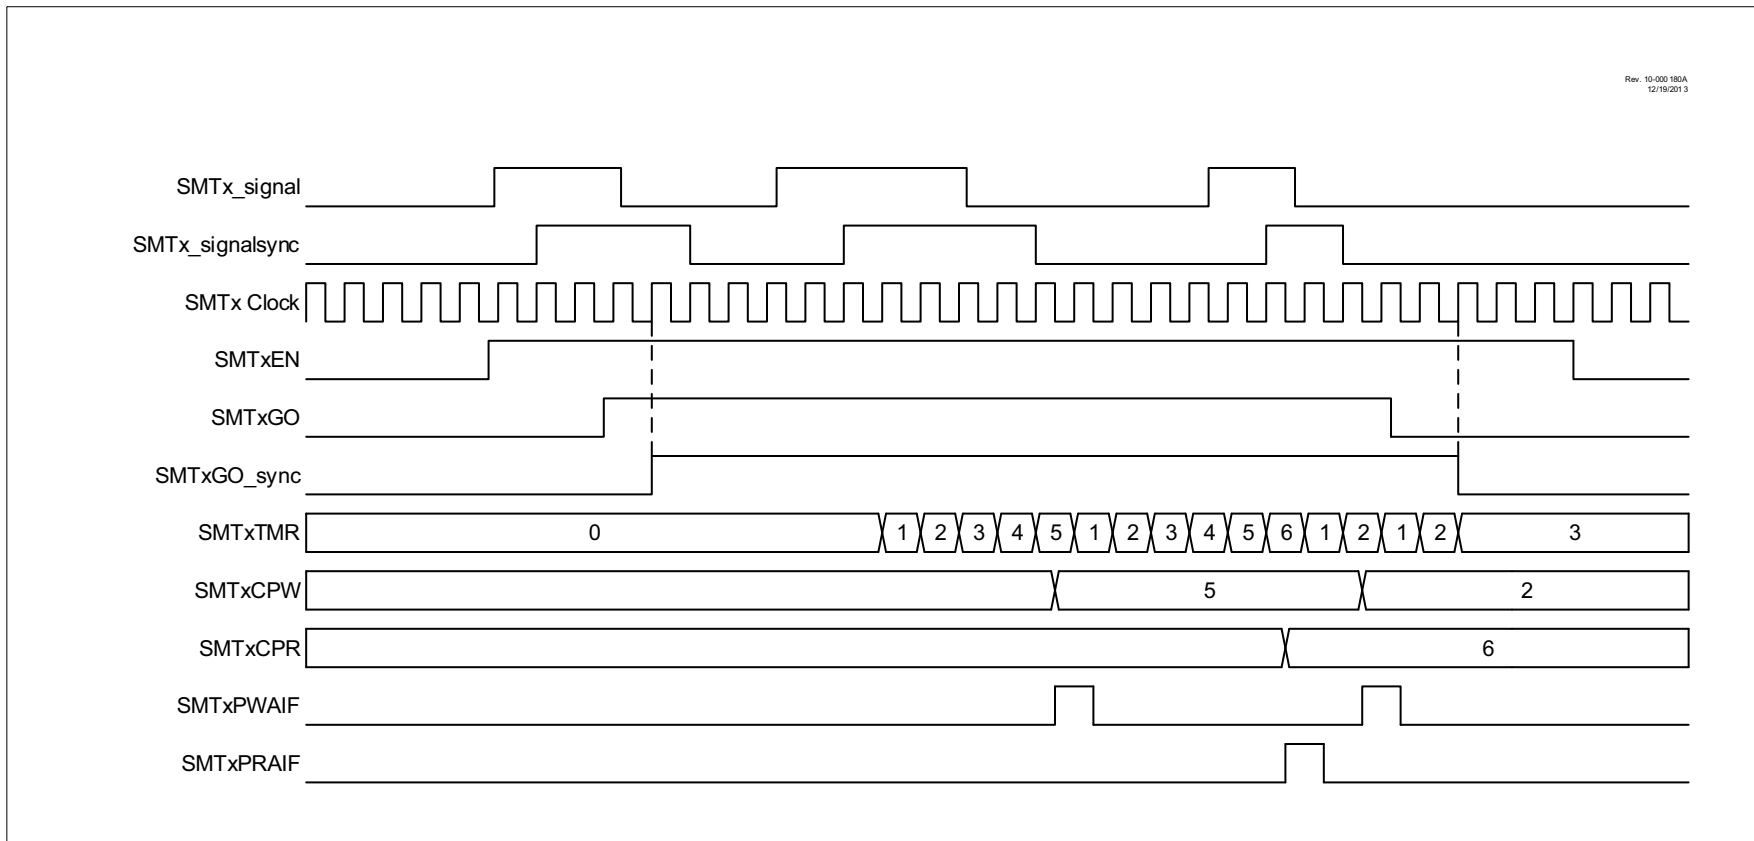 Rev. 10-000 180A
12/19/201 3
SMTx_signal
SMTx_signalsync
SMTx Clock
SMTxEN
SMTxGO
SMTxGO_sync
SMTxTMR 0 1 2 3 4 5 1 2 3 4 5 6 1 2 1 2 3
SMTxCPW 5 2
SMTxCPR 6
SMTxPWAIF
SMTxPRAIF